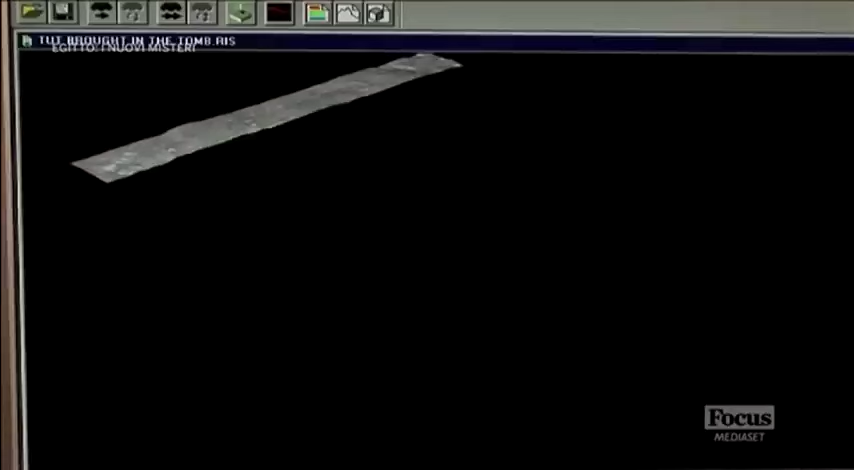 TUT BROUGHT IN THE TOMB.RIS
EGITTO: I NUOVI MISTERI
Focus
MEDIASET